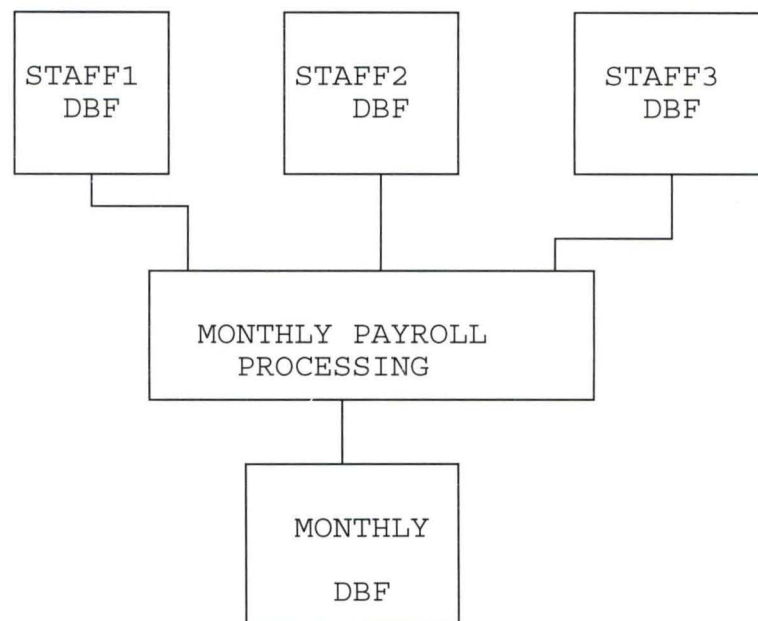 STAFF1
DBF
STAFF2
DBF
STAFF3
DBF
MONTHLY PAYROLL
PROCESSING
MONTHLY
DBF